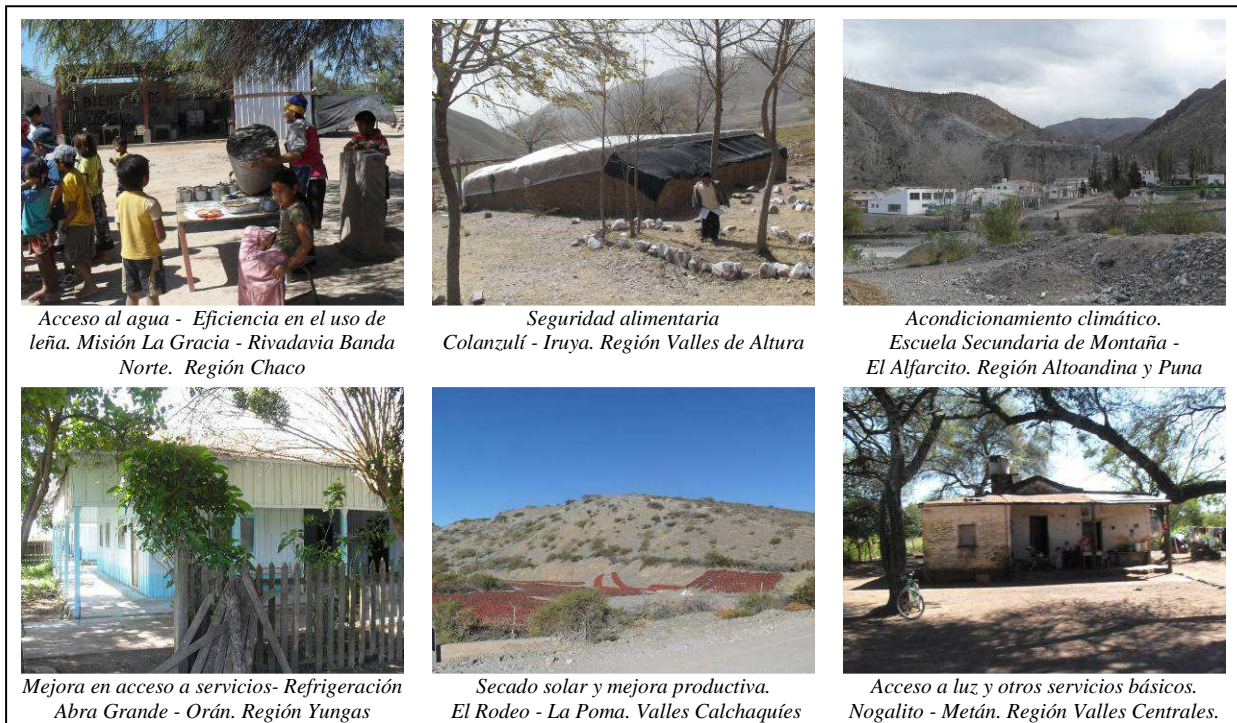 BIENVENIDOS
Acceso al agua - Eficiencia en el uso de
leña. Misión La Gracia - Rivadavia Banda
Norte. Región Chaco
Seguridad alimentaria
Colanzulí - Iruya. Región Valles de Altura
Acondicionamiento climático.
Escuela Secundaria de Montaña -
El Alfarcito. Región Altoandina y Puna
Mejora en acceso a servicios- Refrigeración
Abra Grande - Orán. Región Yungas
Secado solar y mejora productiva.
El Rodeo - La Poma. Valles Calchaquíes
Acceso a luz y otros servicios básicos.
Nogalito - Metán. Región Valles Centrales.